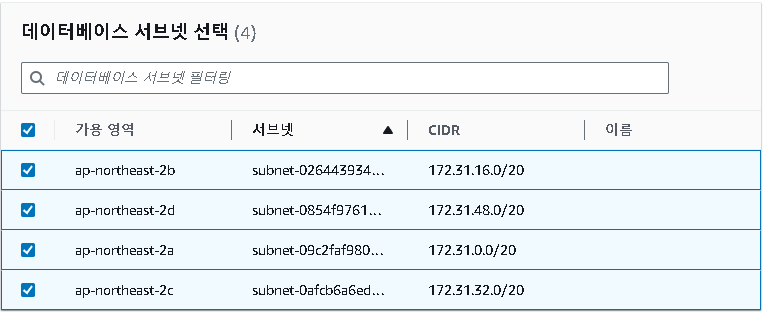 데이터베이스 서브넷 선택 (4)
데이터베이스 서브넷 필터링
가용 영역 서브넷 CIDR 이름
ap-northeast-2b subnet-026443934... 172.31.16.0/20
ap-northeast-2d subnet-0854f9761... 172.31.48.0/20
ap-northeast-2a subnet-09c2faf980... 172.31.0.0/20
ap-northeast-2c subnet-0afcb6a6ed... 172.31.32.0/20